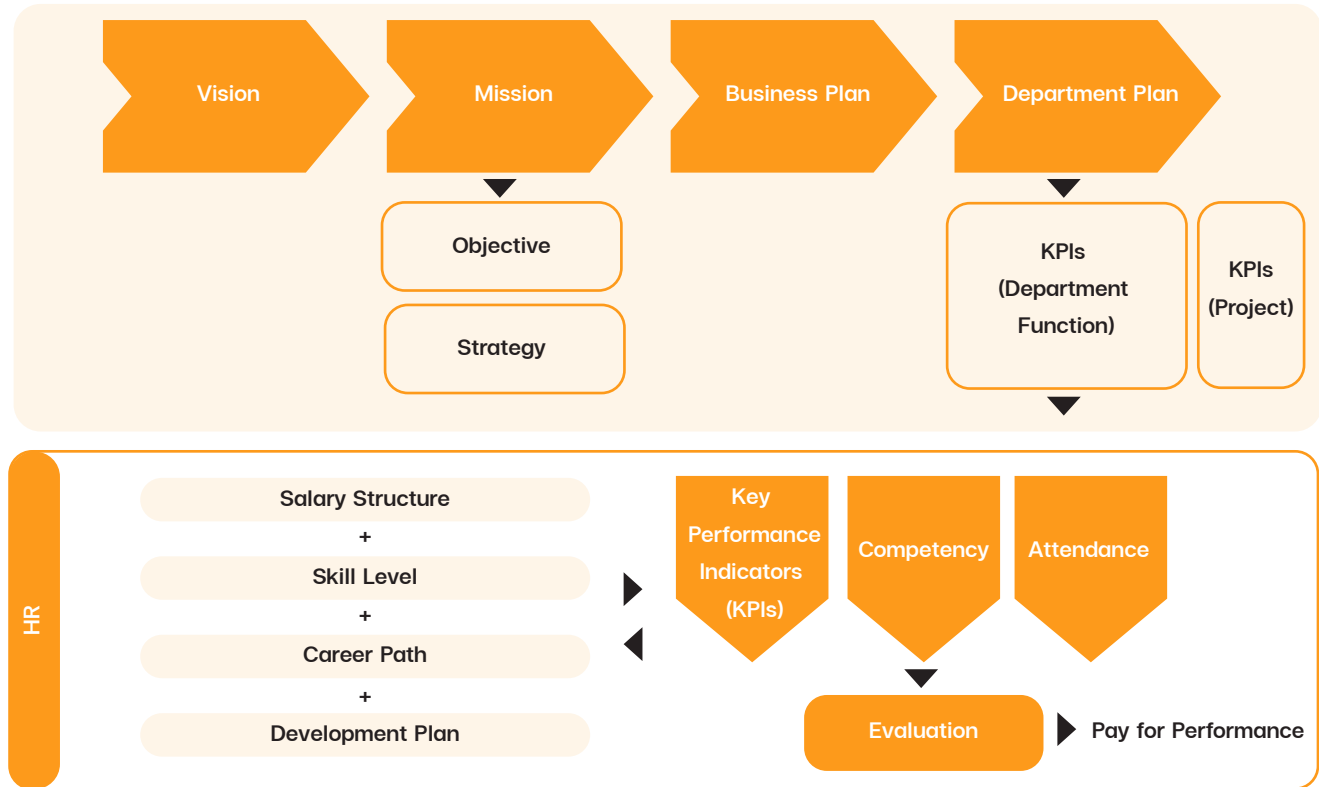 Vision
Mission
Business Plan
Department Plan
Objective
Strategy
KPIs
(Department
Function)
KPIs
(Project)
HR
Salary Structure
+
Skill Level
+
Career Path
+
Development Plan
Key
Performance
Indicators
(KPIs)
Competency
Attendance
Evaluation
Pay for Performance